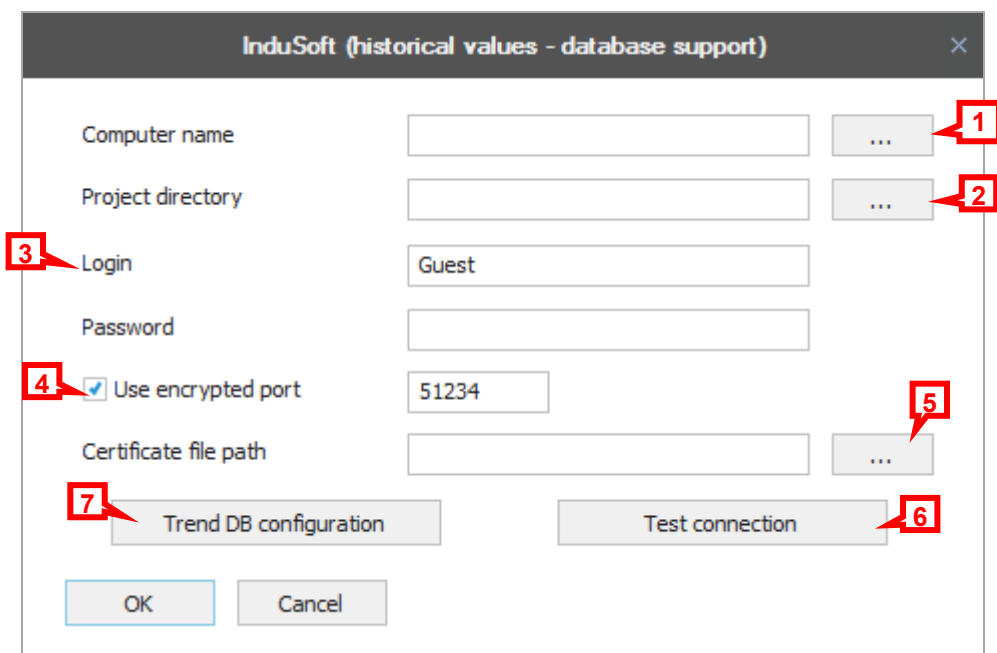 InduSoft (historical values - database support) ×
Computer name ... 1
Project directory ... 2
3 Login Guest
Password
4 Use encrypted port 51234
5
Certificate file path ...
7 Trend DB configuration Test connection 6
OK Cancel